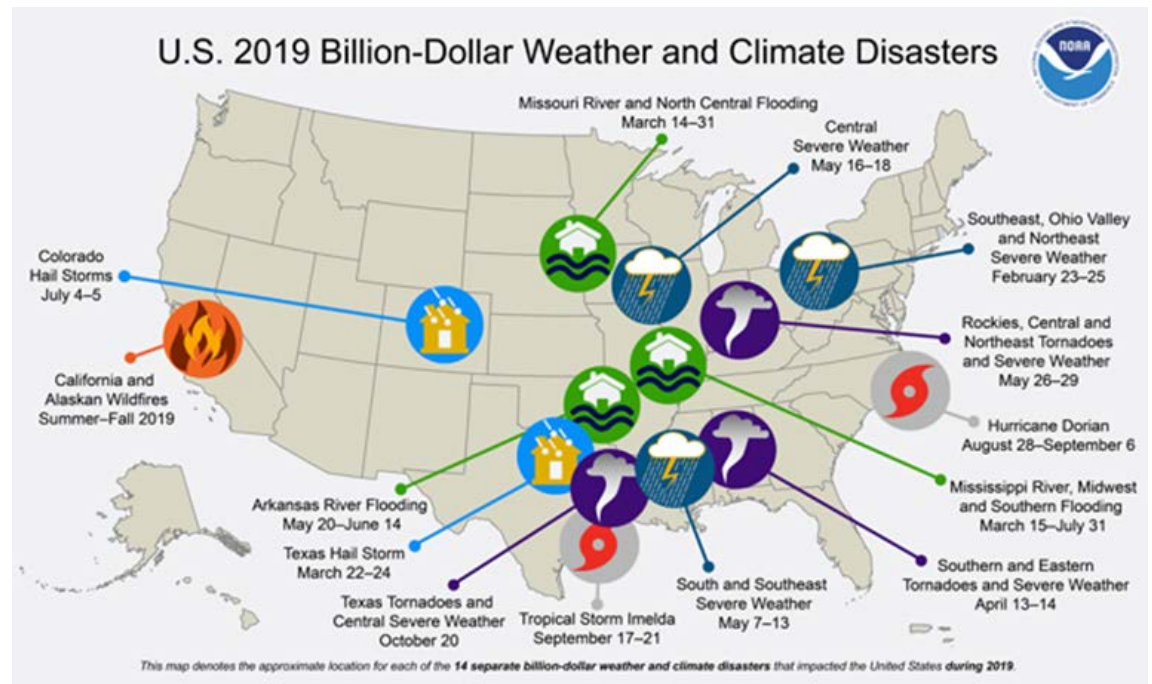 U.S. 2019 Billion-Dollar Weather and Climate Disasters
NOAA
Missouri River and North Central Flooding
March 14–31
Central
Severe Weather
May 16–18
Southeast, Ohio Valley
and Northeast
Severe Weather
February 23–25
Colorado
Hail Storms
July 4–5
Rockies, Central and
Northeast Tornadoes
and Severe Weather
May 26–29
California and
Alaskan Wildfires
Summer–Fall 2019
Hurricane Dorian
August 28–September 6
Arkansas River Flooding
May 20–June 14
Mississippi River, Midwest
and Southern Flooding
March 15–July 31
Texas Hail Storm
March 22–24
Southern and Eastern
Tornadoes and Severe Weather
April 13–14
Texas Tornadoes and
Central Severe Weather
October 20
Tropical Storm Imelda
September 17–21
South and Southeast
Severe Weather
May 7–13
This map denotes the approximate location for each of the 14 separate billion-dollar weather and climate disasters that impacted the United States during 2019.